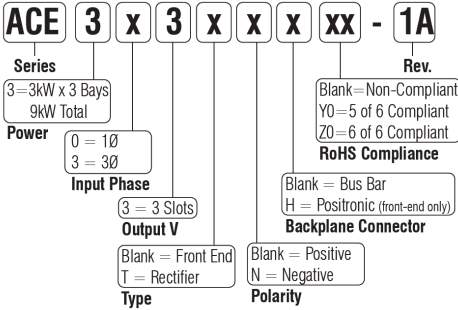 ACE 3 x 3 x x x xx - 1A
Series
Rev.
3=3kW x 3 Bays
9kW Total
Power
Blank=Non-Compliant
Y0=5 of 6 Compliant
Z0=6 of 6 Compliant
RoHS Compliance
0 = 1Ø
3 = 3Ø
Input Phase
Blank = Bus Bar
H = Positronic (front-end only)
Backplane Connector
3 = 3 Slots
Output V
Blank = Front End
T = Rectifier
Type
Blank = Positive
N = Negative
Polarity